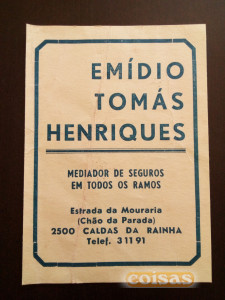 EMÍDIO
TOMÁS
HENRIQUES
MEDIADOR DE SEGUROS
EM TODOS OS RAMOS
Estrada da Mouraria
(Chão da Parada)
2500 CALDAS DA RAINHA
Telef. 31191
coisas